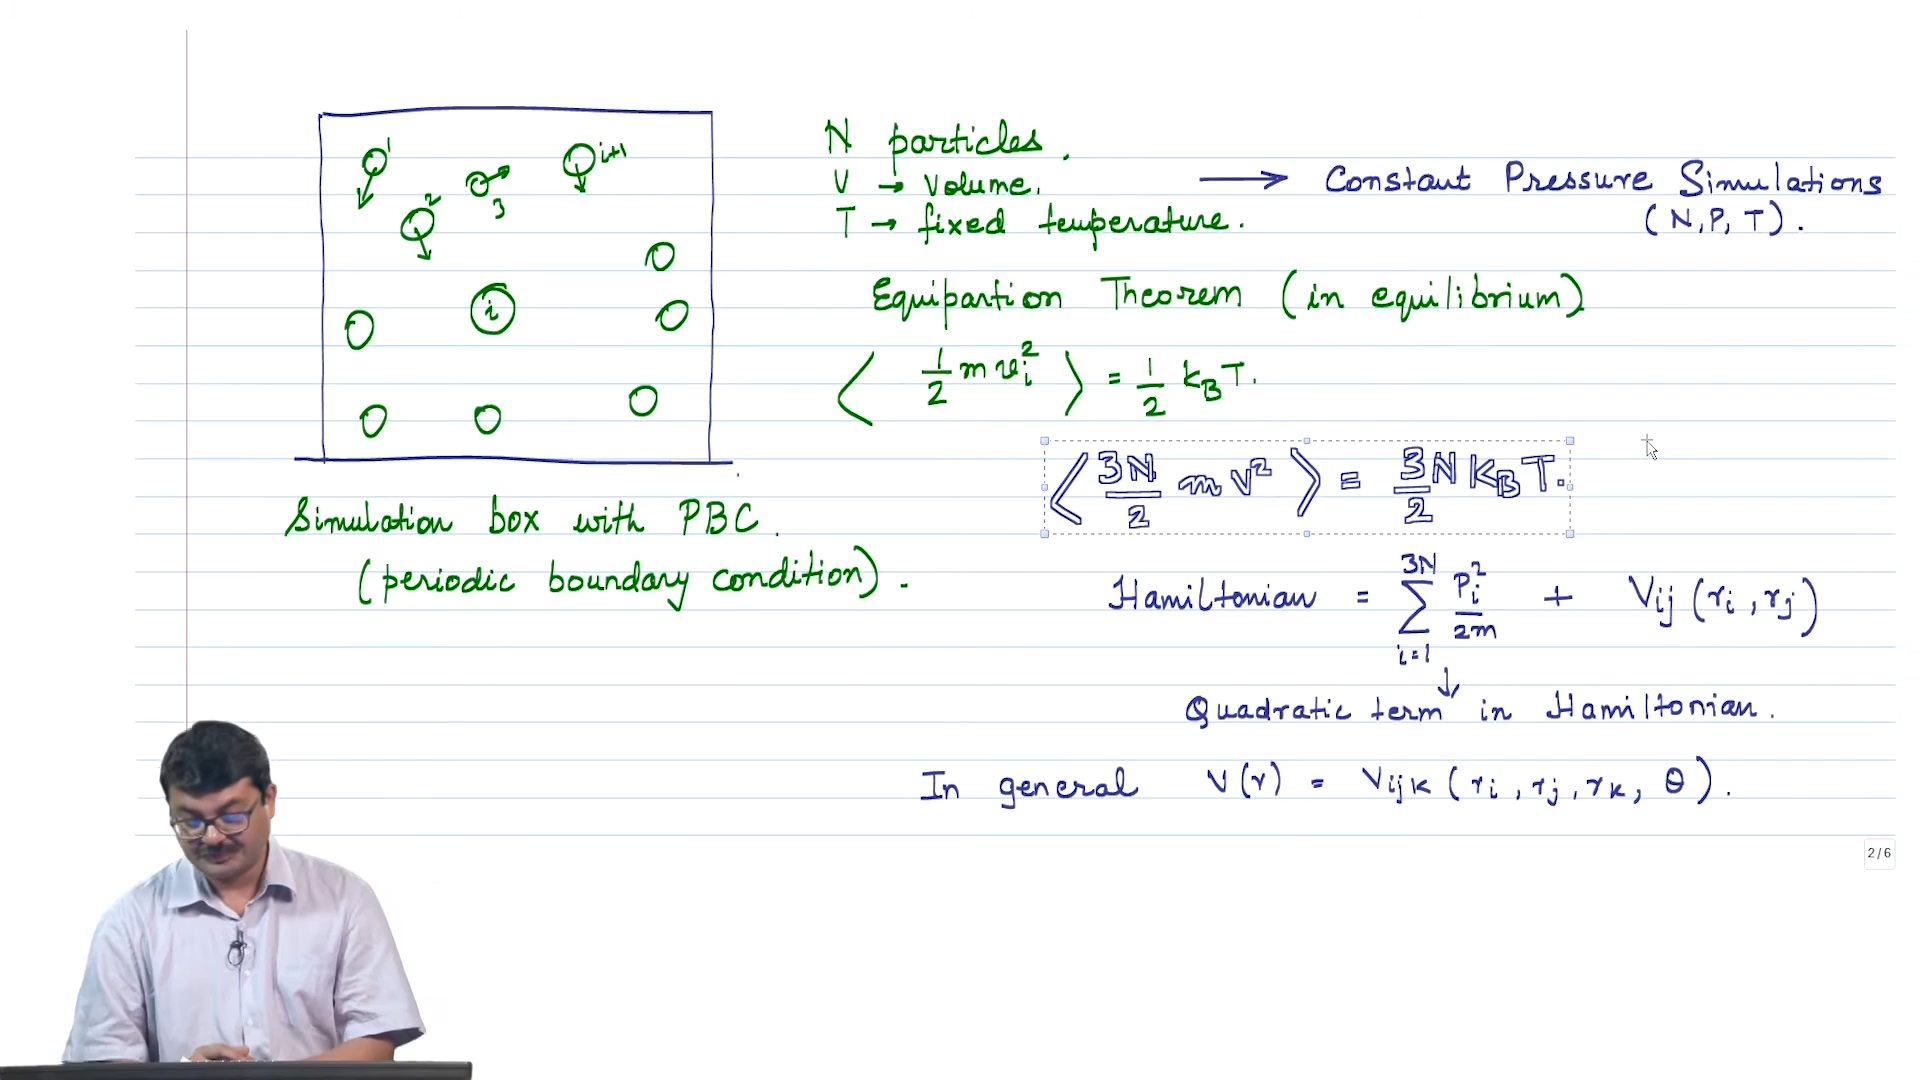 1
2
3
i+1
i
Simulation box with PBC.
(periodic boundary condition).
N particles.
V → volume.
T → fixed temperature.
→ Constant Pressure Simulations
(N, P, T).
Equipartion Theorem (in equilibrium)
⟨ 1/2 m v_i^2 ⟩ = 1/2 k_B T.
⟨ 3N/2 m v^2 ⟩ = 3/2 N k_B T.
Hamiltonian = ∑_{i=1}^{3N} P_i^2/2m + V_ij (r_i, r_j)
↓
Quadratic term in Hamiltonian.
In general V(r) = V_ijk (r_i, r_j, r_k, θ).
2/6